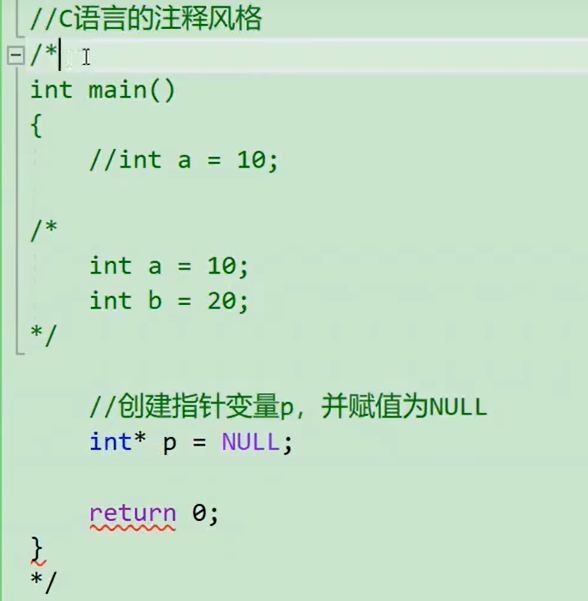 //C语言的注释风格
/*
int main()
{
    //int a = 10;
/*
    int a = 10;
    int b = 20;
*/
    //创建指针变量p，并赋值为NULL
    int* p = NULL;
    return 0;
}
*/